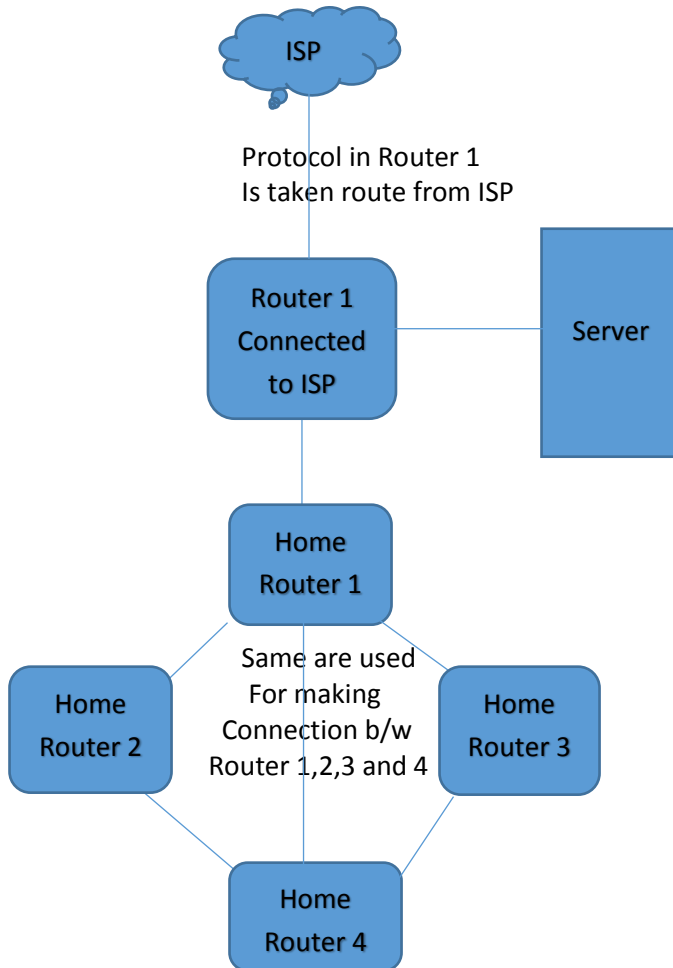 ISP
Protocol in Router 1
Is taken route from ISP
Router 1
Connected
to ISP
Server
Home
Router 1
Same are used
For making
Connection b/w
Router 1,2,3 and 4
Home
Router 2
Home
Router 3
Home
Router 4